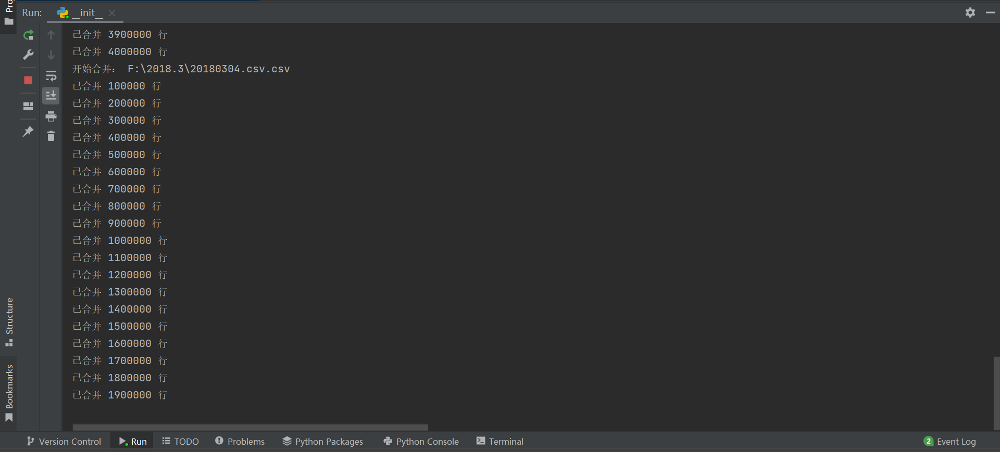 Run: __init__
已合并 3900000 行
已合并 4000000 行
开始合并： F:\2018.3\20180304.csv.csv
已合并 100000 行
已合并 200000 行
已合并 300000 行
已合并 400000 行
已合并 500000 行
已合并 600000 行
已合并 700000 行
已合并 800000 行
已合并 900000 行
已合并 1000000 行
已合并 1100000 行
已合并 1200000 行
已合并 1300000 行
已合并 1400000 行
已合并 1500000 行
已合并 1600000 行
已合并 1700000 行
已合并 1800000 行
已合并 1900000 行
Structure
Bookmarks
Version Control Run TODO Problems Python Packages Python Console Terminal 2 Event Log